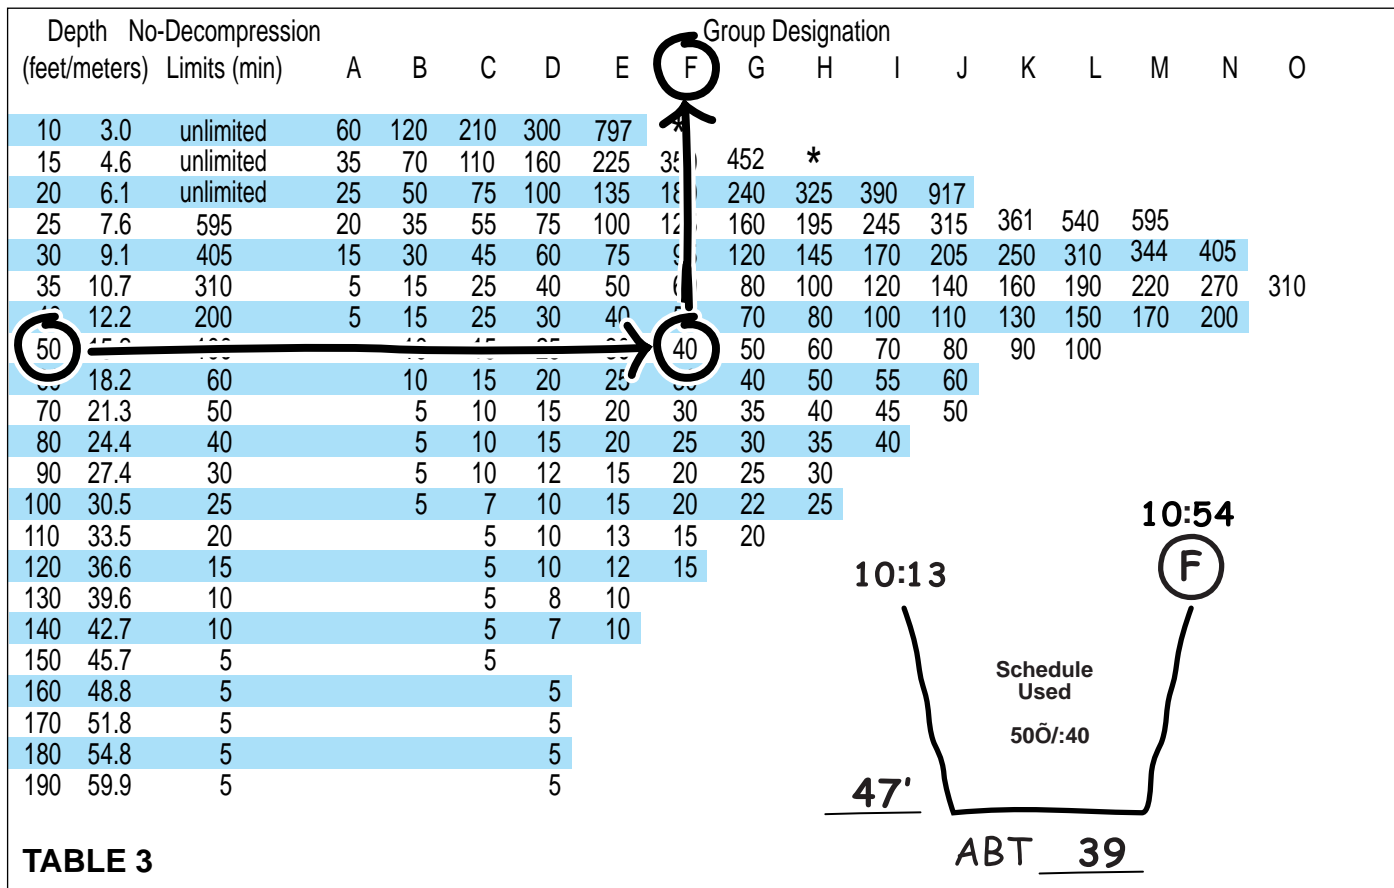 Depth No-Decompression Group Designation
(feet/meters) Limits (min) A B C D E F G H I J K L M N O
10 3.0 unlimited 60 120 210 300 797 *
15 4.6 unlimited 35 70 110 160 225 452 *
20 6.1 unlimited 25 50 75 100 135 240 325 390 917
25 7.6 595 20 35 55 75 100 160 195 245 315 361 540 595
30 9.1 405 15 30 45 60 75 120 145 170 205 250 310 344 405
35 10.7 310 5 15 25 40 50 80 100 120 140 160 190 220 270 310
12.2 200 5 15 25 30 40 70 80 100 110 130 150 170 200
50 40 50 60 70 80 90 100
18.2 60 10 15 20 25 40 50 55 60
70 21.3 50 5 10 15 20 30 35 40 45 50
80 24.4 40 5 10 15 20 25 30 35 40
90 27.4 30 5 10 12 15 20 25 30
100 30.5 25 5 7 10 15 20 22 25
110 33.5 20 5 10 13 15 20
120 36.6 15 5 10 12 15
130 39.6 10 5 8 10
140 42.7 10 5 7 10
150 45.7 5 5
160 48.8 5 5
170 51.8 5 5
180 54.8 5 5
190 59.9 5 5
10:54
10:13 F
Schedule
Used
50Õ/:40
47'
ABT 39
TABLE 3